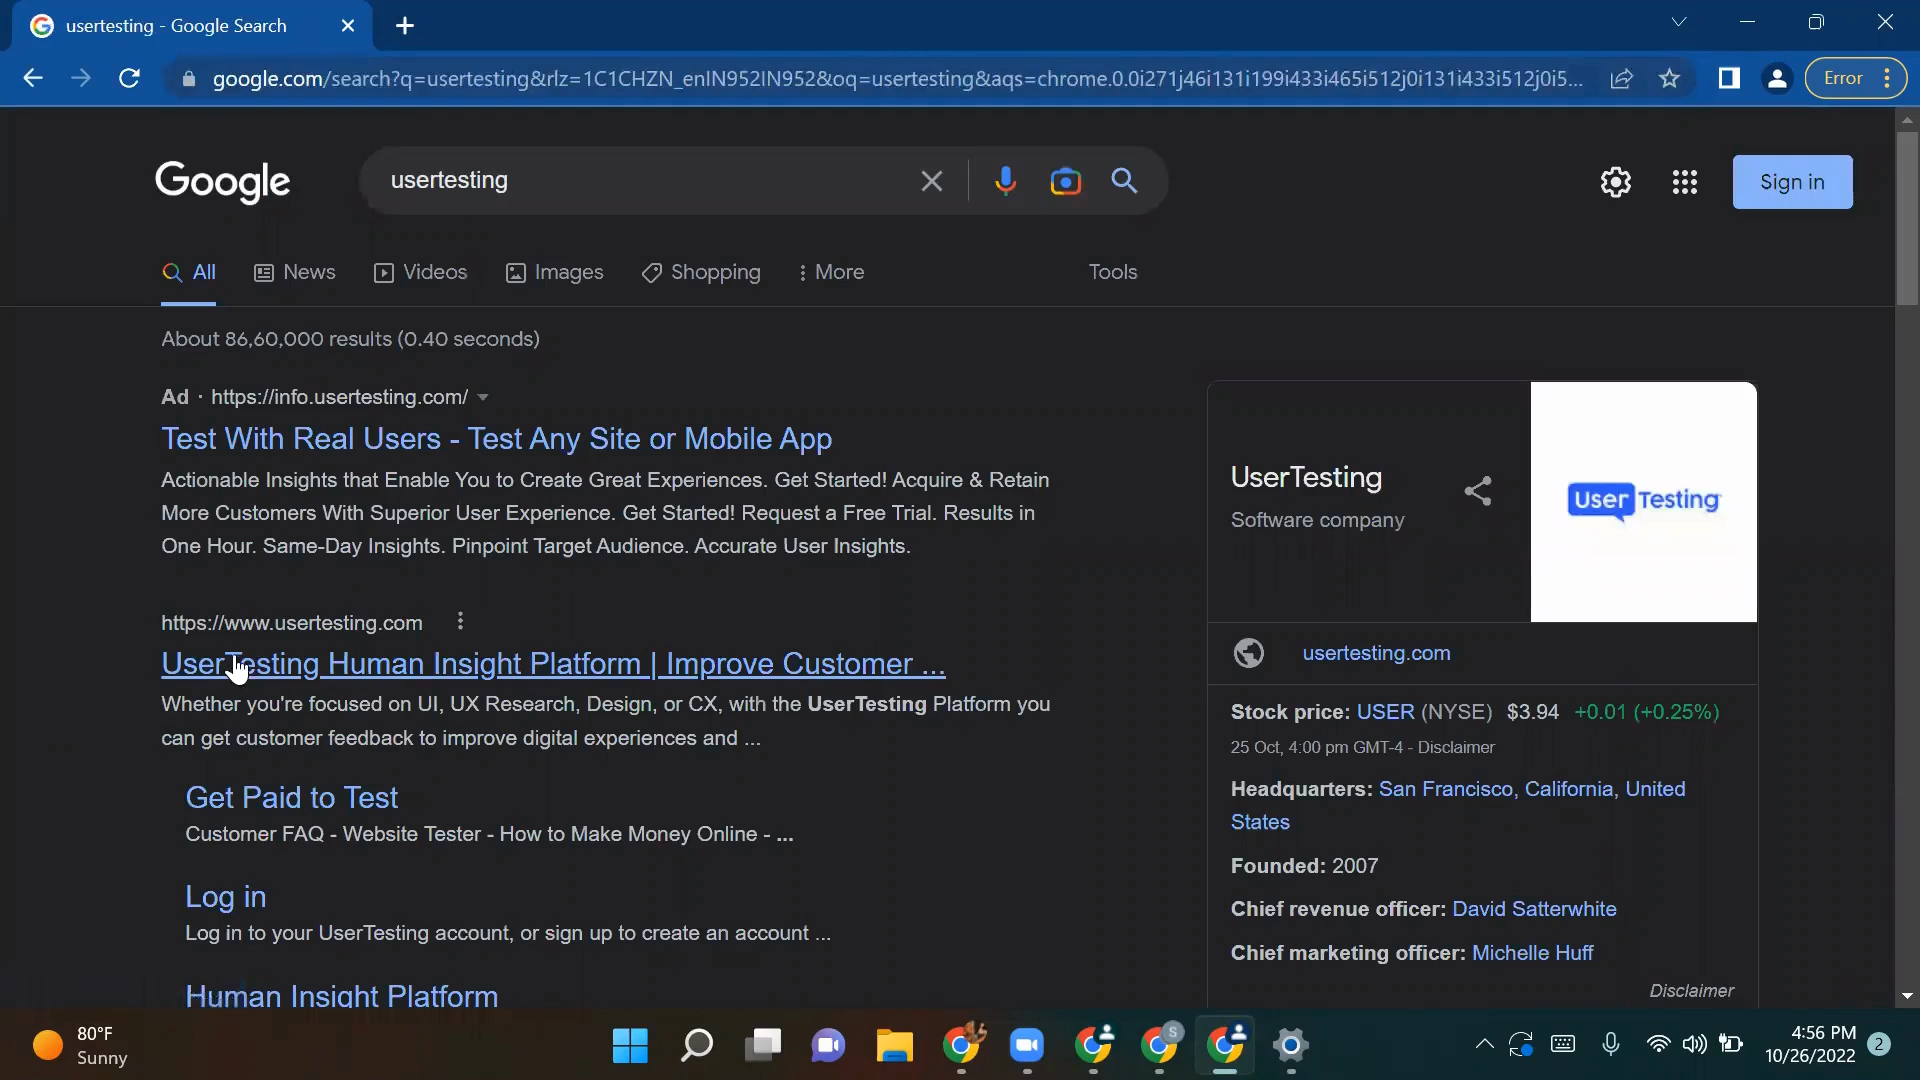 usertesting - Google Search
google.com/search?q=usertesting&rlz=1C1CHZN_enIN952IN952&oq=usertesting&aqs=chrome.0.0i271j46i131i199i433i465i512j0i131i433i512j0i5...
Error
Google
usertesting
Sign in
All
News
Videos
Images
Shopping
More
Tools
About 86,60,000 results (0.40 seconds)
Ad · https://info.usertesting.com/
Test With Real Users - Test Any Site or Mobile App
Actionable Insights that Enable You to Create Great Experiences. Get Started! Acquire & Retain
More Customers With Superior User Experience. Get Started! Request a Free Trial. Results in
One Hour. Same-Day Insights. Pinpoint Target Audience. Accurate User Insights.
https://www.usertesting.com
UserTesting Human Insight Platform | Improve Customer ...
Whether you're focused on UI, UX Research, Design, or CX, with the UserTesting Platform you
can get customer feedback to improve digital experiences and ...
Get Paid to Test
Customer FAQ - Website Tester - How to Make Money Online - ...
Log in
Log in to your UserTesting account, or sign up to create an account ...
Human Insight Platform
UserTesting
Software company
User Testing
usertesting.com
Stock price: USER (NYSE) $3.94 +0.01 (+0.25%)
25 Oct, 4:00 pm GMT-4 - Disclaimer
Headquarters: San Francisco, California, United
States
Founded: 2007
Chief revenue officer: David Satterwhite
Chief marketing officer: Michelle Huff
Disclaimer
80°F
Sunny
S
4:56 PM
10/26/2022
2